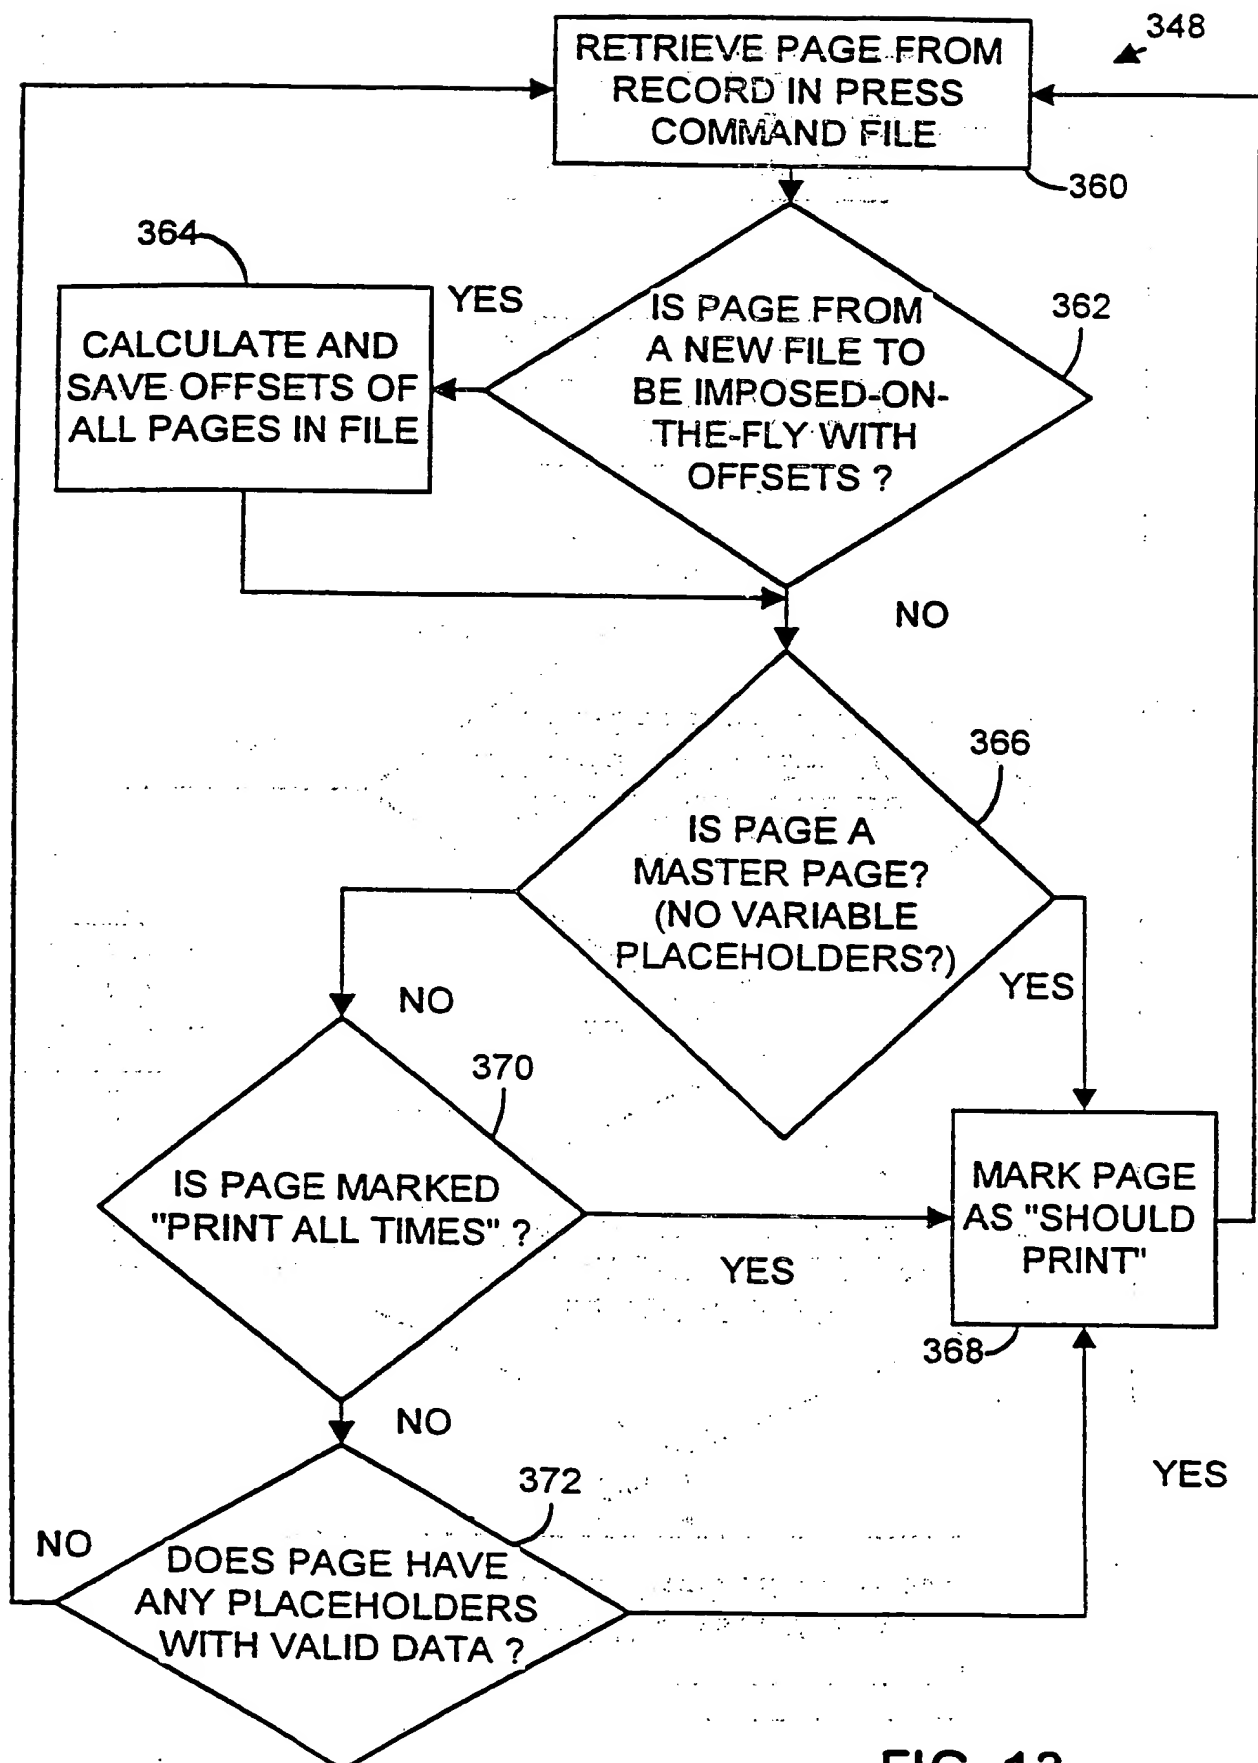 348
RETRIEVE PAGE FROM
RECORD IN PRESS
COMMAND FILE
360
364
YES
CALCULATE AND
SAVE OFFSETS OF
ALL PAGES IN FILE
362
IS PAGE FROM
A NEW FILE TO
BE IMPOSED-ON-
THE-FLY WITH
OFFSETS ?
NO
366
IS PAGE A
MASTER PAGE?
(NO VARIABLE
PLACEHOLDERS?)
YES
NO
370
IS PAGE MARKED
"PRINT ALL TIMES" ?
YES
MARK PAGE
AS "SHOULD
PRINT"
368
NO
372
YES
NO
DOES PAGE HAVE
ANY PLACEHOLDERS
WITH VALID DATA ?